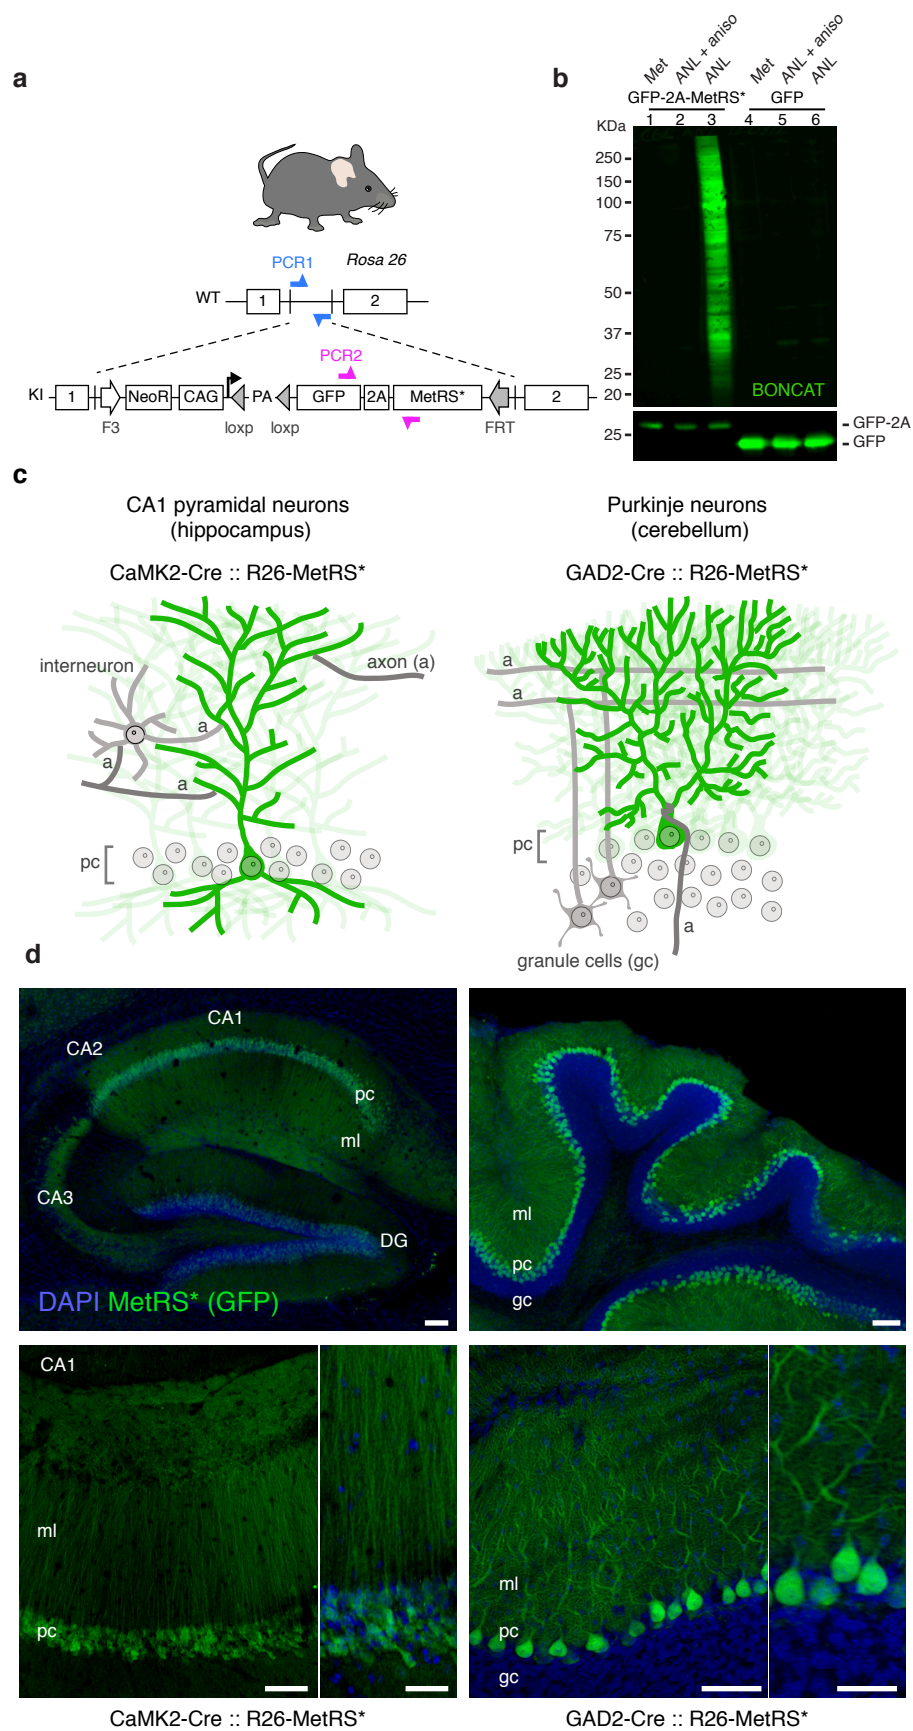 a
PCR1
Rosa 26
WT
1
2
PCR2
KI
1
NeoR
CAG
PA
GFP
2A
MetRS*
2
F3
loxp
loxp
FRT
b
Met
ANL + aniso
ANL
Met
ANL + aniso
ANL
GFP-2A-MetRS*
GFP
1 2 3 4 5 6
KDa
250
150
100
75
50
37
25
20
BONCAT
25
GFP-2A
GFP
c
CA1 pyramidal neurons
(hippocampus)
CaMK2-Cre :: R26-MetRS*
interneuron
axon (a)
a
a
a
pc
Purkinje neurons
(cerebellum)
GAD2-Cre :: R26-MetRS*
a
a
pc
a
granule cells (gc)
d
CA1
CA2
pc
ml
CA3
DG
DAPI MetRS* (GFP)
ml
pc
gc
CA1
ml
pc
ml
pc
gc
CaMK2-Cre :: R26-MetRS*
GAD2-Cre :: R26-MetRS*